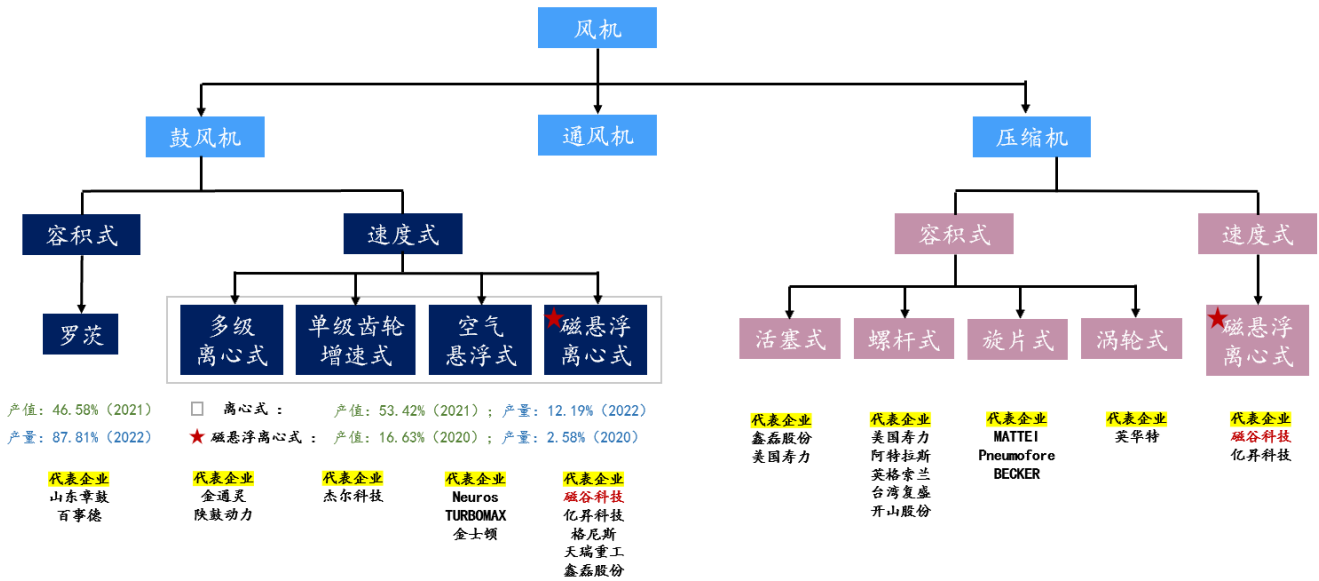 风机
鼓风机
通风机
压缩机
容积式
速度式
容积式
速度式
罗茨
多级
离心式
单级齿轮
增速式
空气
悬浮式
磁悬浮
离心式
活塞式
螺杆式
旋片式
涡轮式
磁悬浮
离心式
产值：46.58%（2021）
产量：87.81%（2022）
离心式 ： 产值：53.42%（2021）；产量：12.19%（2022）
磁悬浮离心式 ： 产值：16.63%（2020）；产量：2.58%（2020）
代表企业
山东章鼓
百事德
代表企业
金通灵
陕鼓动力
代表企业
杰尔科技
代表企业
Neuros
TURBOMAX
金士顿
代表企业
磁谷科技
亿昇科技
格尼斯
天瑞重工
鑫磊股份
代表企业
鑫磊股份
美国寿力
代表企业
美国寿力
阿特拉斯
英格索兰
台湾复盛
开山股份
代表企业
MATTEI
Pneumofore
BECKER
代表企业
英华特
代表企业
磁谷科技
亿昇科技